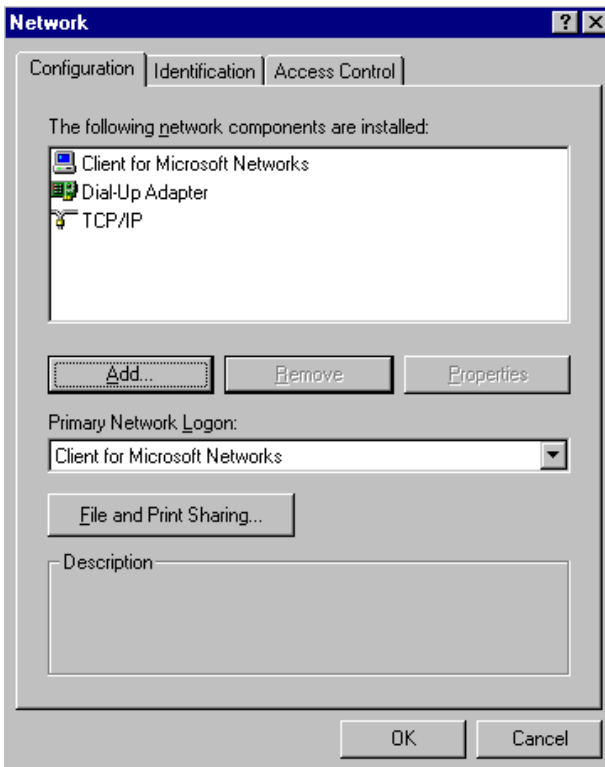 Network
Configuration Identification Access Control
The following network components are installed:
Client for Microsoft Networks
Dial-Up Adapter
TCP/IP
Add... Remove Properties
Primary Network Logon:
Client for Microsoft Networks
File and Print Sharing...
Description
OK Cancel